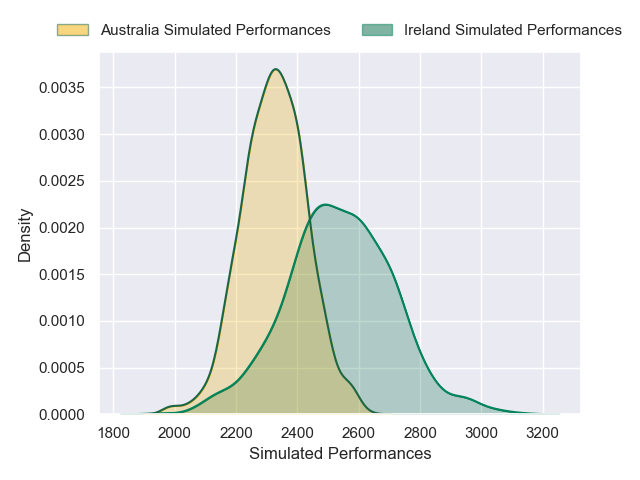 Australia Simulated Performances Ireland Simulated Performances
0.0035
0.0030
0.0025
0.0020
0.0015
0.0010
0.0005
0.0000
Density
1800 2000 2200 2400 2600 2800 3000 3200
Simulated Performances